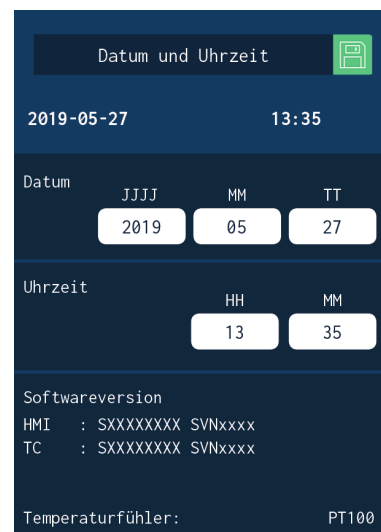 Datum und Uhrzeit
2019-05-27 13:35
Datum
JJJJ MM TT
2019 05 27
Uhrzeit
HH MM
13 35
Softwareversion
HMI : SXXXXXXXX SVNxxxx
TC : SXXXXXXXX SVNxxxx
Temperaturfühler: PT100